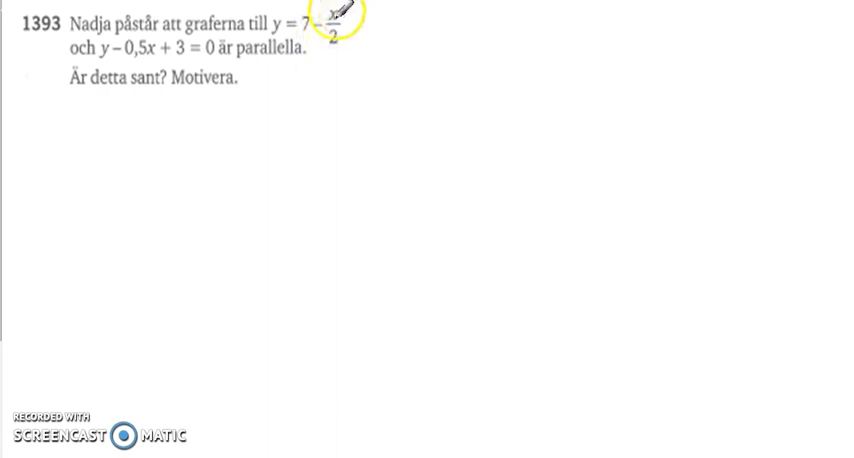 1393 Nadja påstår att graferna till y = 7 – x/2
och y – 0,5x + 3 = 0 är parallella.
Är detta sant? Motivera.
RECORDED WITH
SCREENCAST MATIC